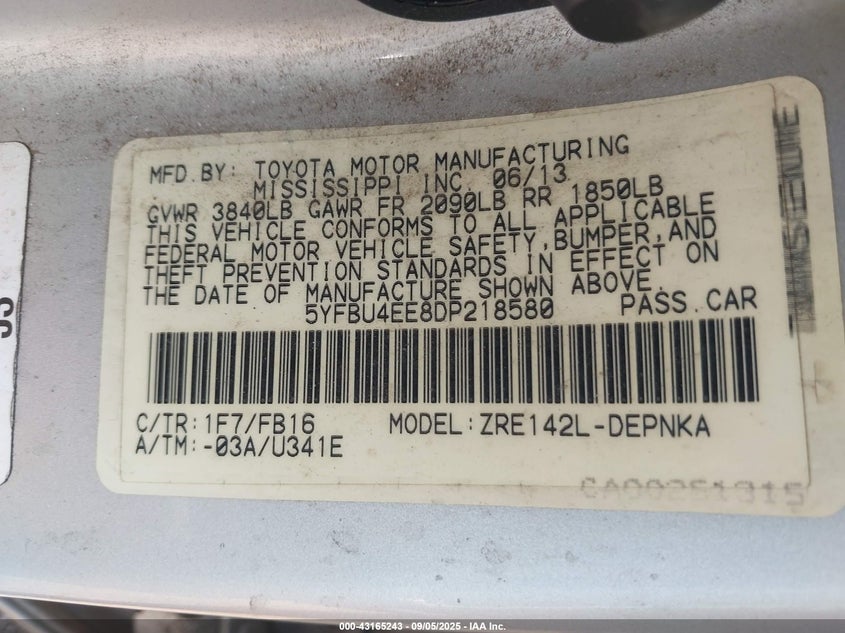 MFD.BY: TOYOTA MOTOR MANUFACTURING
MISSISSIPPI INC. 06/13
GVWR 3840LB GAWR FR 2090LB RR 1850LB
THIS VEHICLE CONFORMS TO ALL APPLICABLE
FEDERAL MOTOR VEHICLE SAFETY,BUMPER,AND
THEFT PREVENTION STANDARDS IN EFFECT ON
THE DATE OF MANUFACTURE SHOWN ABOVE.
5YFBU4EE8DP218580 PASS.CAR
C/TR:1F7/FB16 MODEL:ZRE142L-DEPNKA
A/TM:-03A/U341E
CA00251315
000-43165243 - 09/05/2025 - IAA Inc.